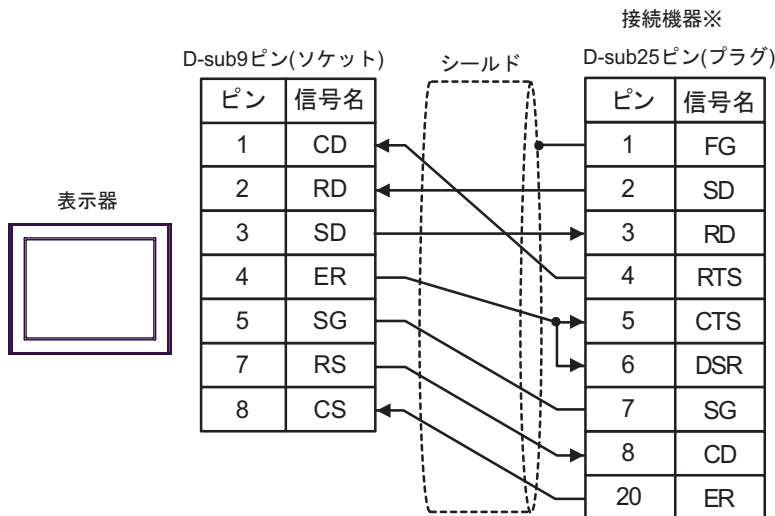 接続機器※
D-sub9ピン(ソケット)
シールド
D-sub25ピン(プラグ)
表示器
ピン 信号名
1 CD
2 RD
3 SD
4 ER
5 SG
7 RS
8 CS
ピン 信号名
1 FG
2 SD
3 RD
4 RTS
5 CTS
6 DSR
7 SG
8 CD
20 ER